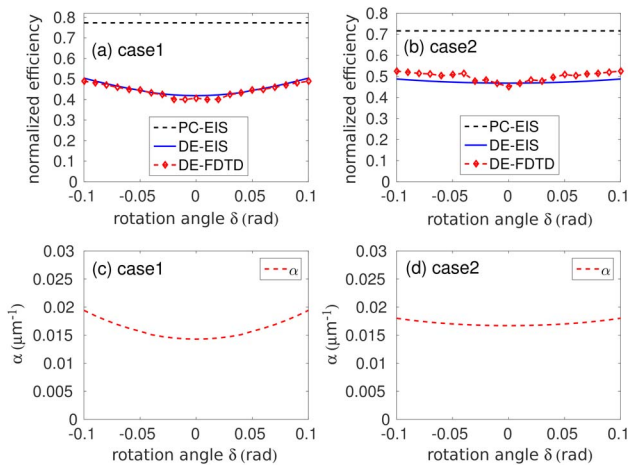 (a) case1
PC-EIS
DE-EIS
DE-FDTD
normalized efficiency
0.8
0.7
0.6
0.5
0.4
0.3
0.2
0.1
0
-0.1 -0.05 0 0.05 0.1
rotation angle δ (rad)
(b) case2
PC-EIS
DE-EIS
DE-FDTD
normalized efficiency
0.8
0.7
0.6
0.5
0.4
0.3
0.2
0.1
0
-0.1 -0.05 0 0.05 0.1
rotation angle δ (rad)
(c) case1
α
α (μm⁻¹)
0.03
0.025
0.02
0.015
0.01
0.005
0
-0.1 -0.05 0 0.05 0.1
rotation angle δ (rad)
(d) case2
α
α (μm⁻¹)
0.03
0.025
0.02
0.015
0.01
0.005
0
-0.1 -0.05 0 0.05 0.1
rotation angle δ (rad)